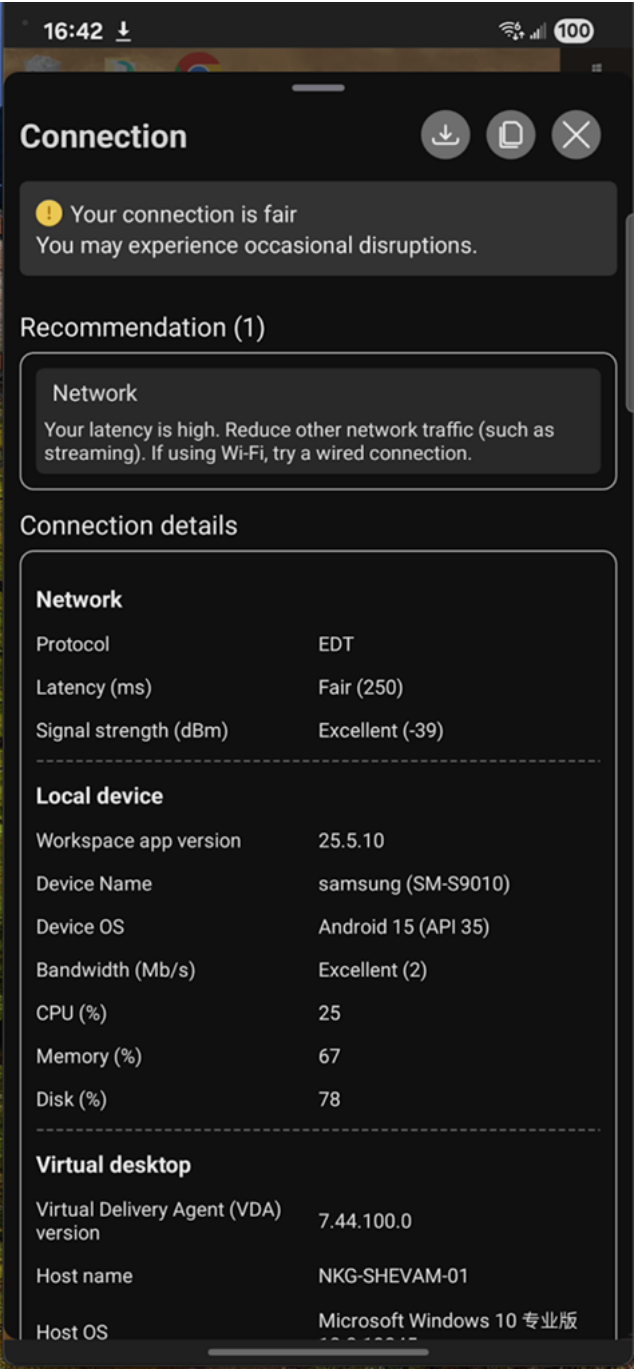 16:42
100
Connection
Your connection is fair
You may experience occasional disruptions.
Recommendation (1)
Network
Your latency is high. Reduce other network traffic (such as
streaming). If using Wi-Fi, try a wired connection.
Connection details
Network
Protocol EDT
Latency (ms) Fair (250)
Signal strength (dBm) Excellent (-39)
Local device
Workspace app version 25.5.10
Device Name samsung (SM-S9010)
Device OS Android 15 (API 35)
Bandwidth (Mb/s) Excellent (2)
CPU (%) 25
Memory (%) 67
Disk (%) 78
Virtual desktop
Virtual Delivery Agent (VDA)
version 7.44.100.0
Host name NKG-SHEVAM-01
Host OS Microsoft Windows 10 专业版